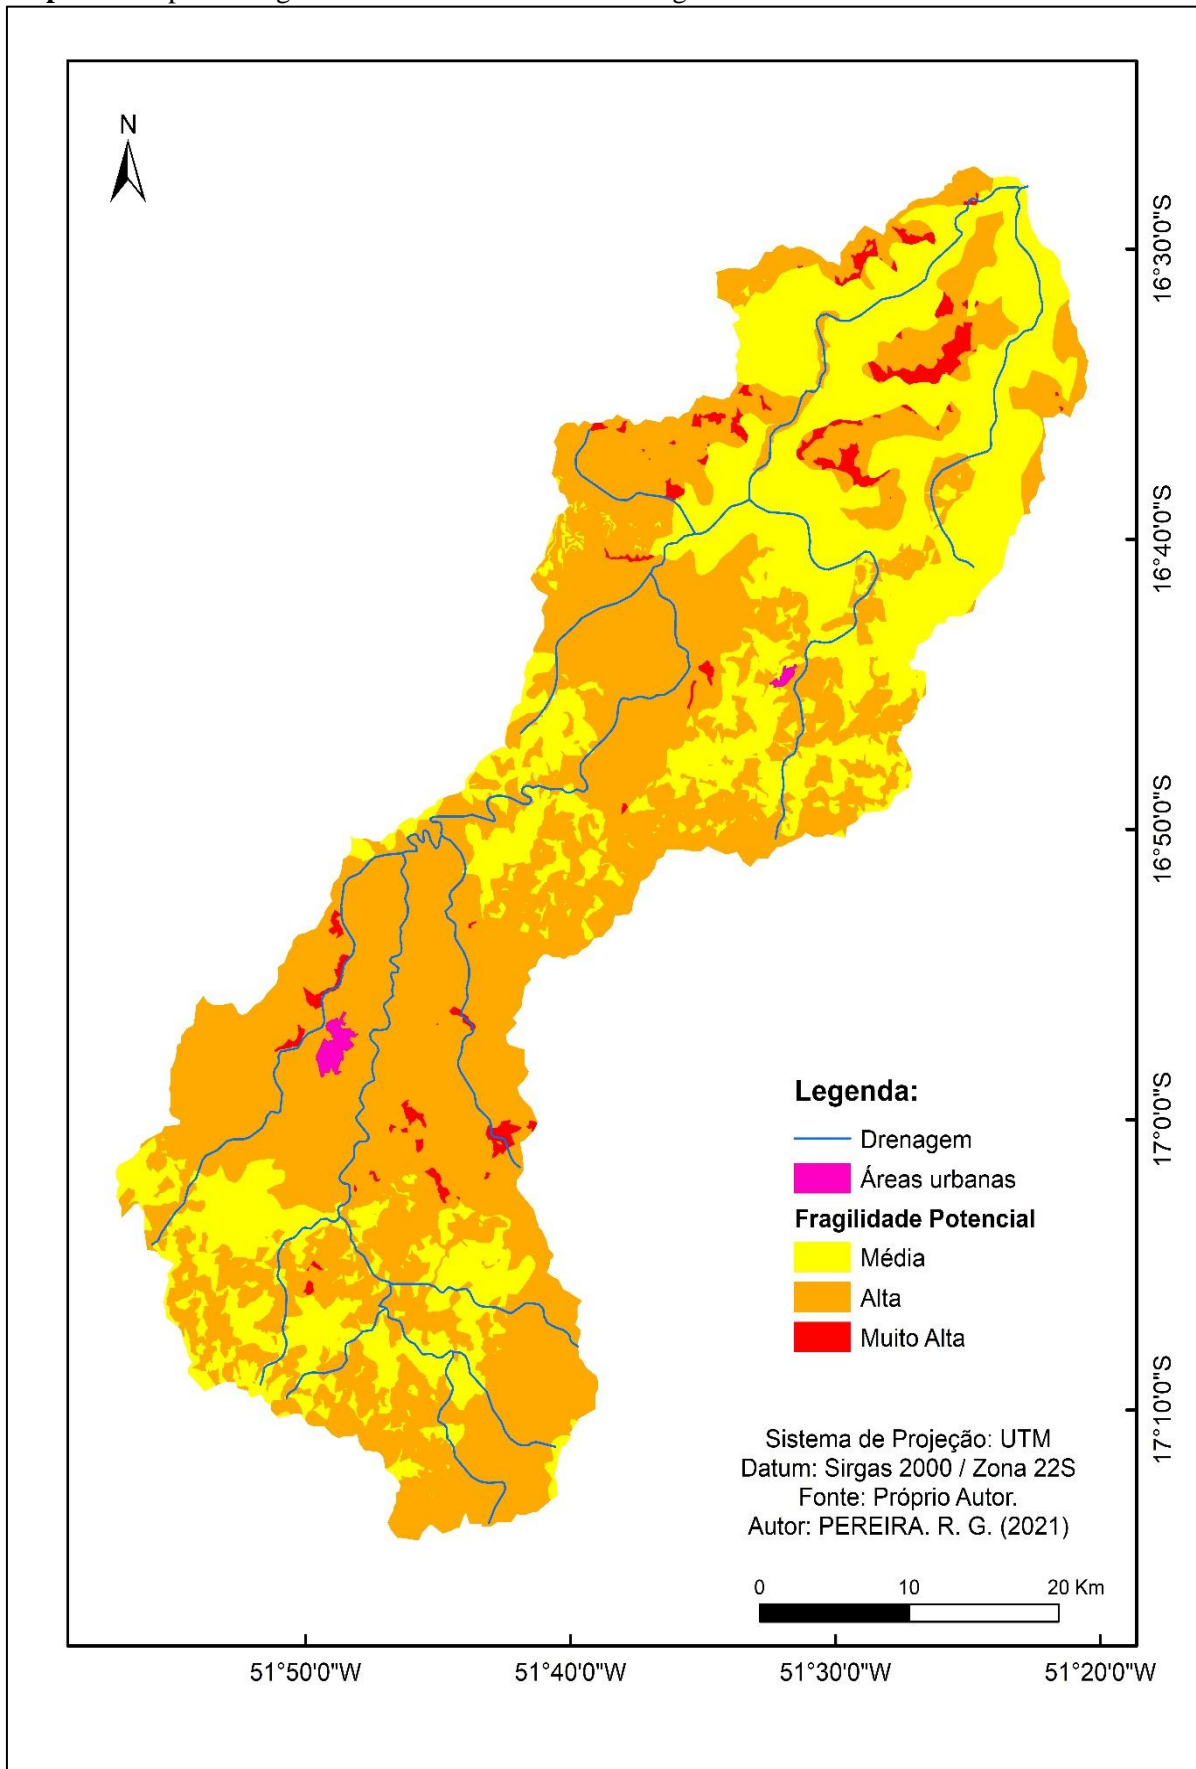 N
16°30'0"S
16°40'0"S
16°50'0"S
17°0'0"S
17°10'0"S
Legenda:
Drenagem
Áreas urbanas
Fragilidade Potencial
Média
Alta
Muito Alta
Sistema de Projeção: UTM
Datum: Sirgas 2000 / Zona 22S
Fonte: Próprio Autor.
Autor: PEREIRA. R. G. (2021)
0 10 20 Km
51°50'0"W 51°40'0"W 51°30'0"W 51°20'0"W